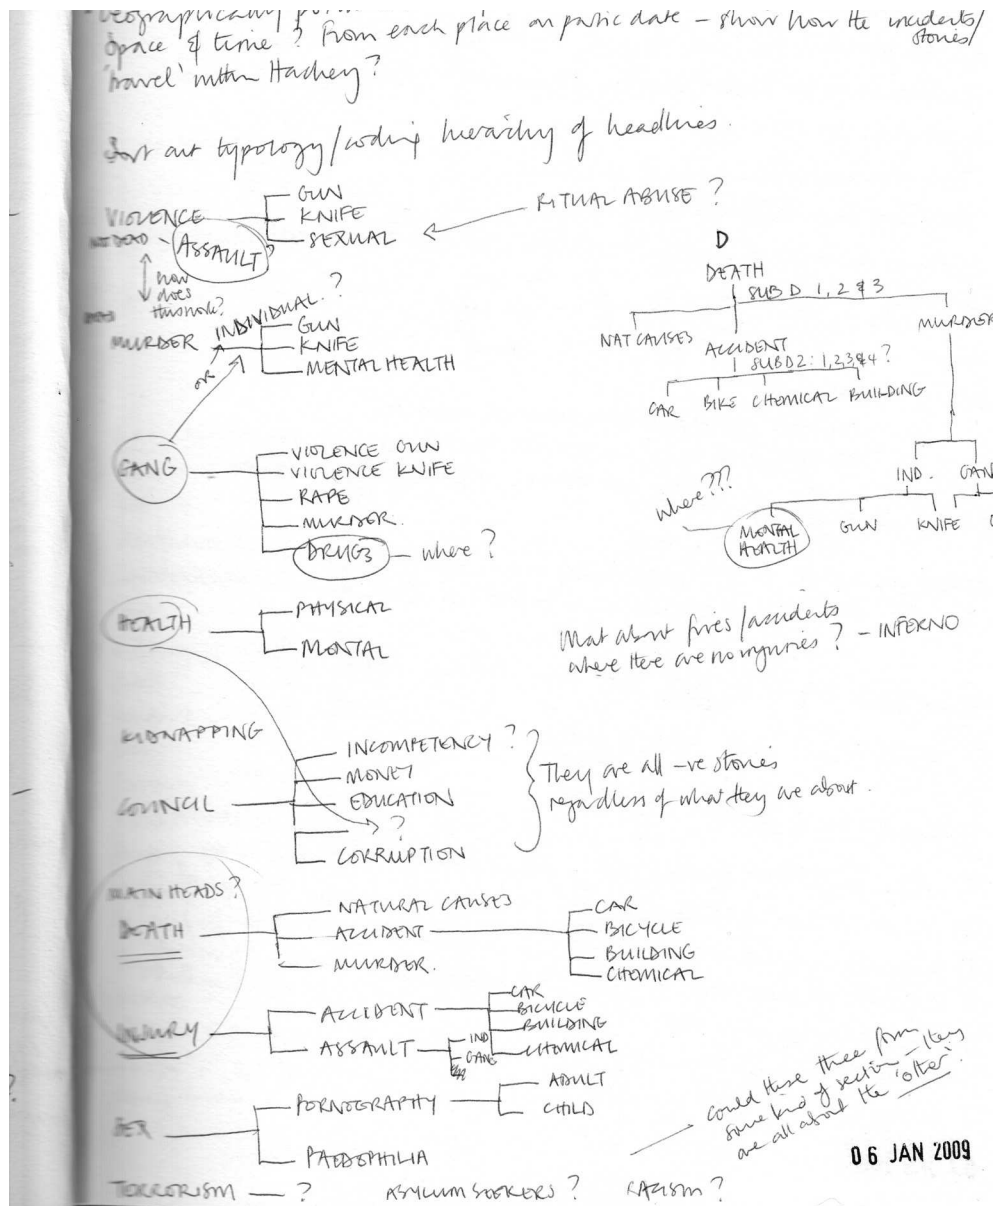 Geographically
space & time? From each place on partic date – show how the incidents/
stories/
'travel' within Hackney?
Sort out typology/coding hierarchy of headlines.
VIOLENCE
GUN
KNIFE
SEXUAL
RITUAL ABUSE?
NOT DEAD
ASSAULT?
how
does
this work?
MURDER
OR
INDIVIDUAL.?
GUN
KNIFE
MENTAL HEALTH
D
DEATH
SUB D 1, 2 & 3
NAT CAUSES
ACCIDENT
MURDER
SUB D2: 1,2,3 & 4?
CAR
BIKE
CHEMICAL
BUILDING
IND.
GAN
where???
MENTAL
HEALTH
GUN
KNIFE
GANG
VIOLENCE GUN
VIOLENCE KNIFE
RAPE
MURDER.
DRUGS – where?
HEALTH
PHYSICAL
MENTAL
What about fires/accidents
where there are no injuries? – INFERNO
KIDNAPPING
COUNCIL
INCOMPETENCY?
MONEY
EDUCATION
?
CORRUPTION
They are all -ve stories
regardless of what they are about.
MAIN HEADS?
DEATH
NATURAL CAUSES
ACCIDENT
MURDER.
CAR
BICYCLE
BUILDING
CHEMICAL
INJURY
ACCIDENT
CAR
BICYCLE
BUILDING
CHEMICAL
ASSAULT
IND
GANG
SEX
PORNOGRAPHY
ADULT
CHILD
PAEDOPHILIA
could these three form
some kind of section – they
are all about the 'other'.
06 JAN 2009
TERRORISM — ?
ASYLUM SEEKERS?
RACISM?